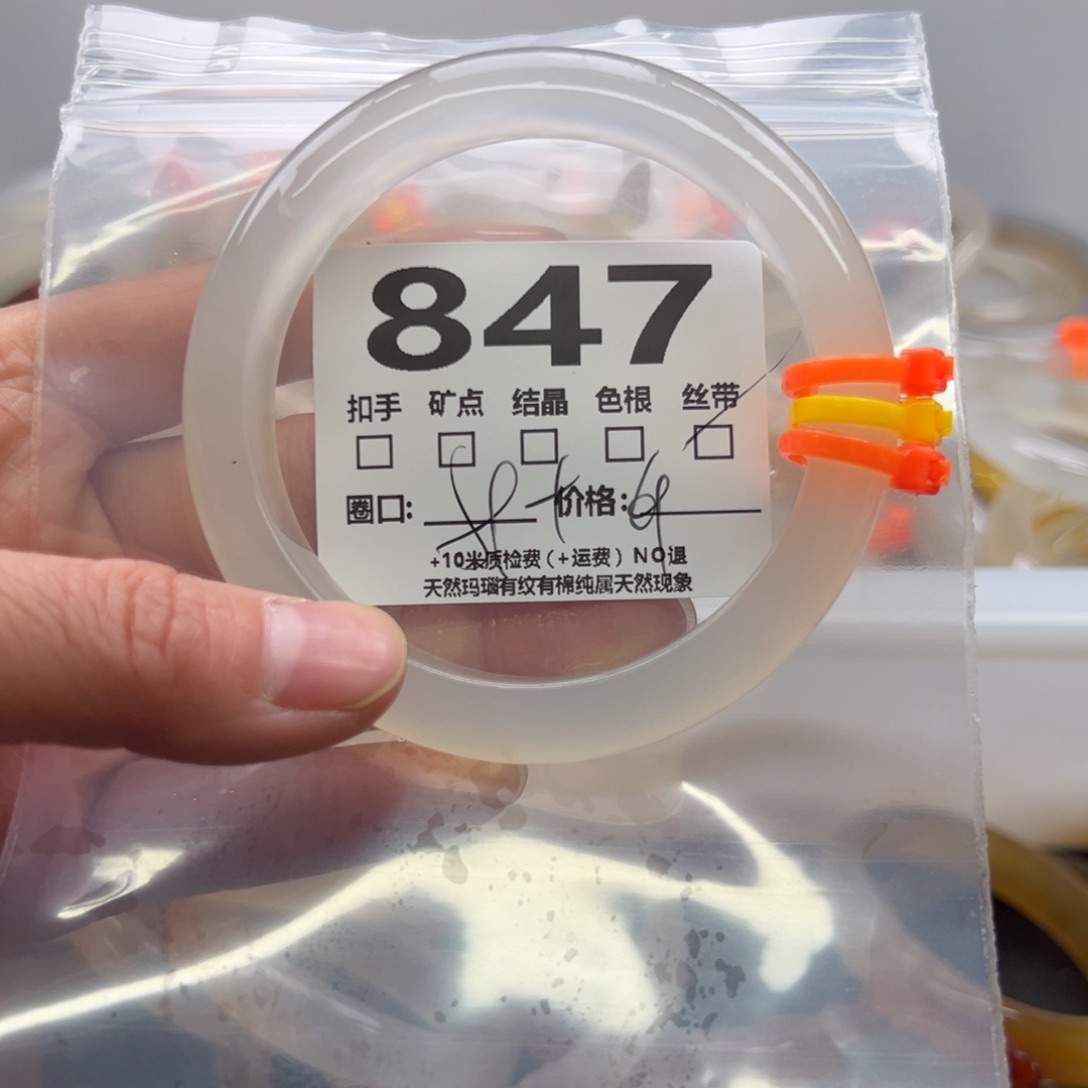 847
扣手 矿点 结晶 色根 丝带
圈口: 价格:
+10米质检费(+运费) NO退
天然玛瑙有纹有棉纯属天然现象